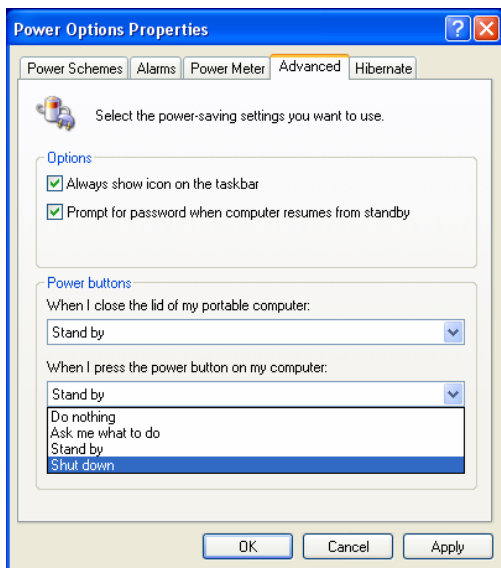 Power Options Properties
Power Schemes Alarms Power Meter Advanced Hibernate
Select the power-saving settings you want to use.
Options
Always show icon on the taskbar
Prompt for password when computer resumes from standby
Power buttons
When I close the lid of my portable computer:
Stand by
When I press the power button on my computer:
Stand by
Do nothing
Ask me what to do
Stand by
Shut down
OK Cancel Apply